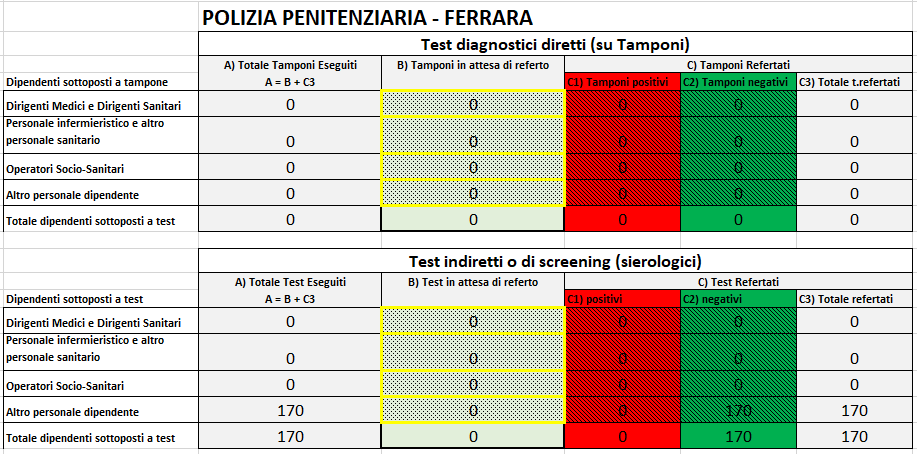 POLIZIA PENITENZIARIA - FERRARA
Test diagnostici diretti (su Tamponi)
A) Totale Tamponi Eseguiti B) Tamponi in attesa di referto C) Tamponi Refertati
Dipendenti sottoposti a tampone A = B + C3 C1) Tamponi positivi C2) Tamponi negativi C3) Totale t.refertati
Dirigenti Medici e Dirigenti Sanitari 0 0 0 0 0
Personale infermieristico e altro
personale sanitario 0 0 0 0 0
Operatori Socio-Sanitari 0 0 0 0 0
Altro personale dipendente 0 0 0 0 0
Totale dipendenti sottoposti a test 0 0 0 0 0
Test indiretti o di screening (sierologici)
A) Totale Test Eseguiti B) Test in attesa di referto C) Test Refertati
Dipendenti sottoposti a test A = B + C3 C1) positivi C2) negativi C3) Totale refertati
Dirigenti Medici e Dirigenti Sanitari 0 0 0 0 0
Personale infermieristico e altro
personale sanitario 0 0 0 0 0
Operatori Socio-Sanitari 0 0 0 0 0
Altro personale dipendente 170 0 0 170 170
Totale dipendenti sottoposti a test 170 0 0 170 170